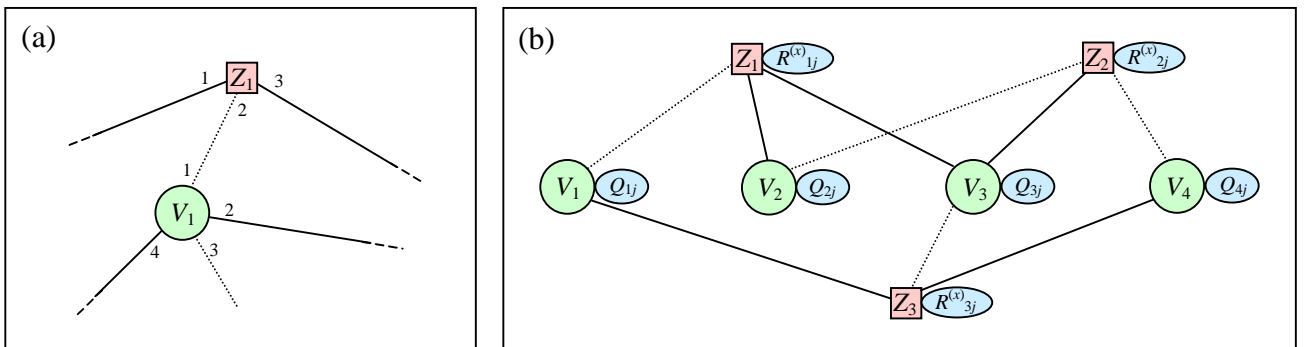 (a)
Z₁
1
2
3
1
V₁
2
3
4
(b)
Z₁ R⁽ˣ⁾₁ⱼ
Z₂ R⁽ˣ⁾₂ⱼ
V₁ Q₁ⱼ
V₂ Q₂ⱼ
V₃ Q₃ⱼ
V₄ Q₄ⱼ
Z₃ R⁽ˣ⁾₃ⱼ